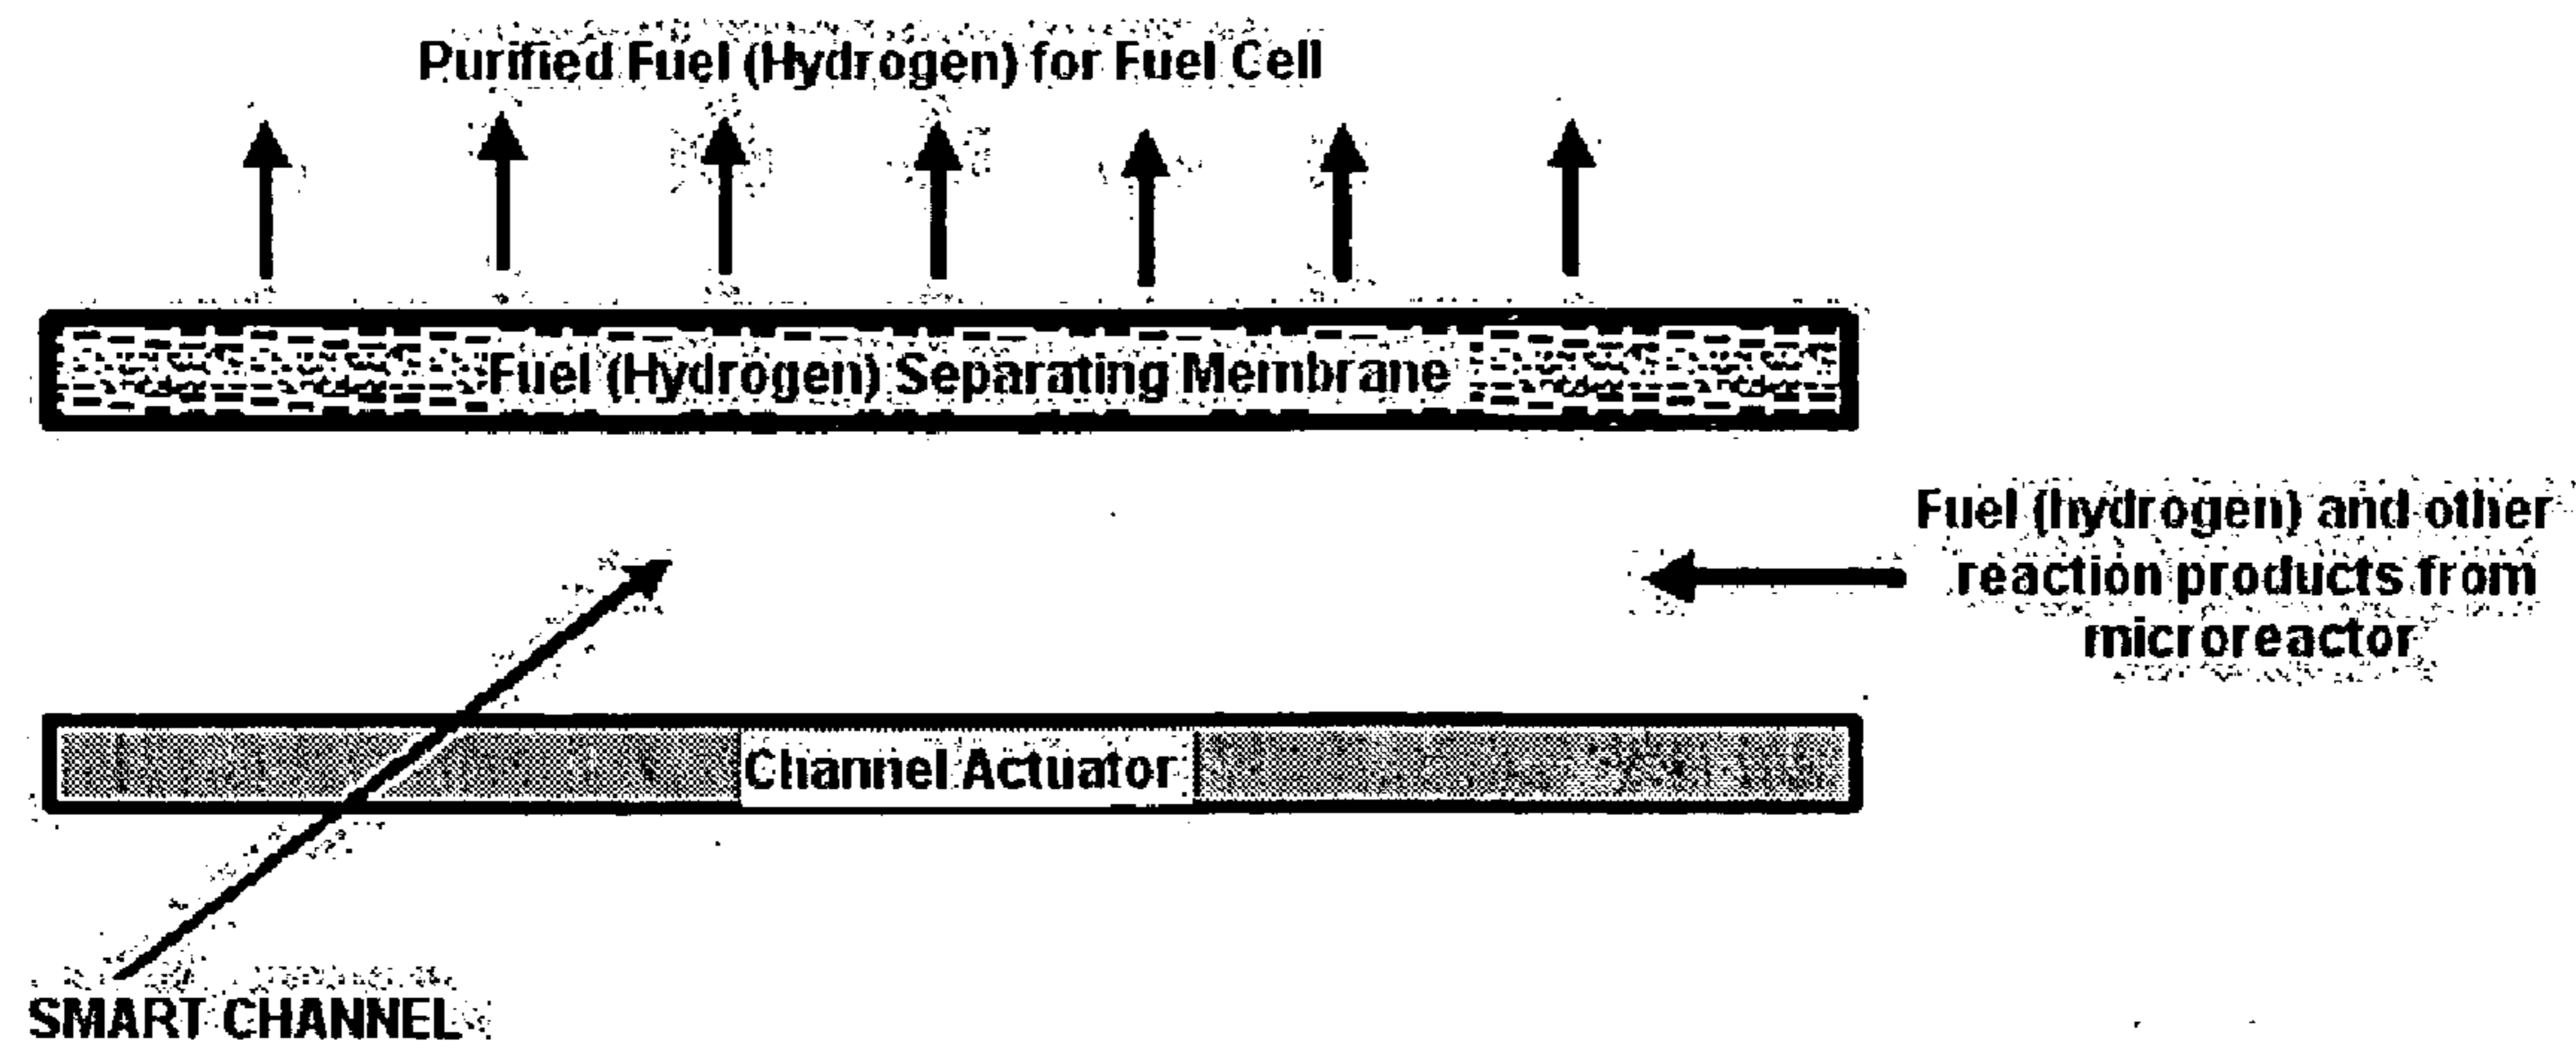 Purified Fuel (Hydrogen) for Fuel Cell
Fuel (Hydrogen) Separating Membrane
Fuel (hydrogen) and other
reaction products from
microreactor
Channel Actuator
SMART CHANNEL